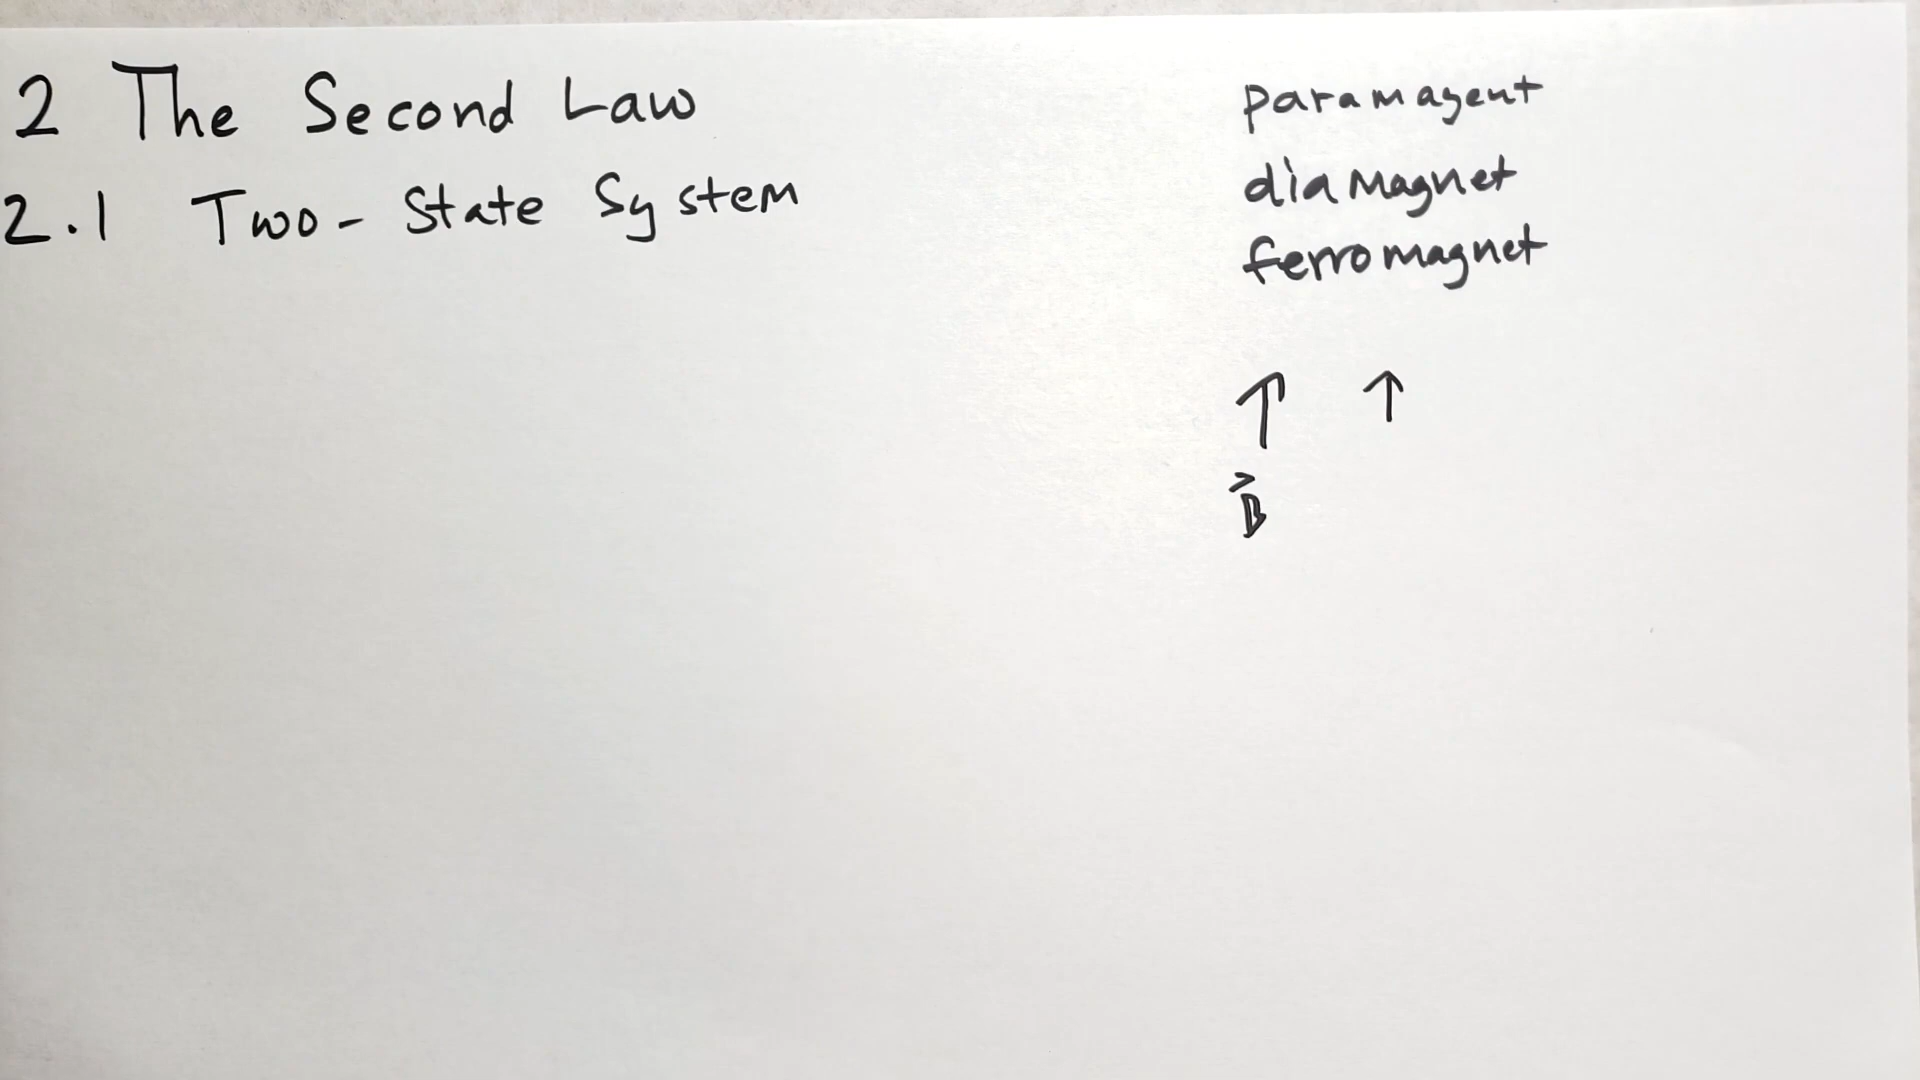 2 The Second Law
2.1 Two-State System
paramagent
diamagnet
ferromagnet
↑ ↑
B⃗